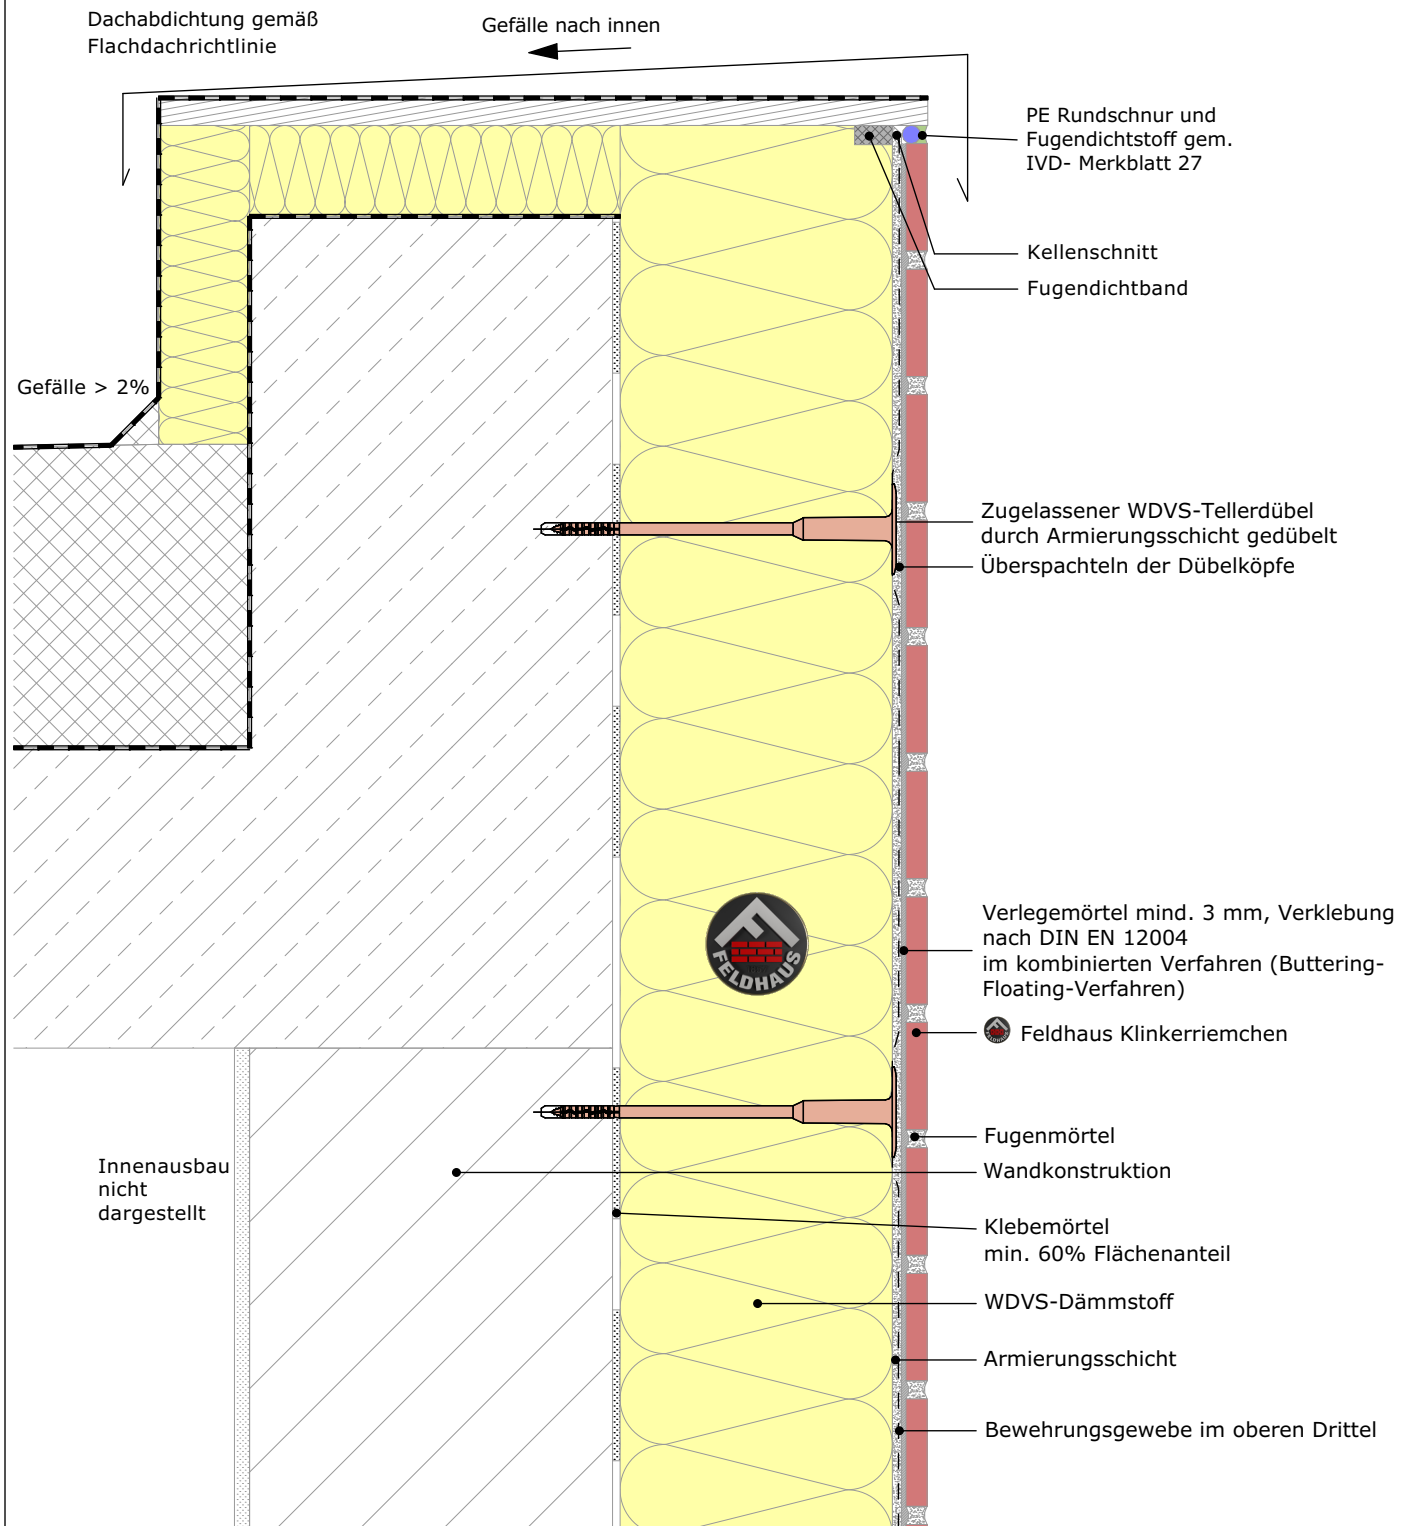 Dachabdichtung gemäß
Flachdachrichtlinie
Gefälle nach innen
PE Rundschnur und
Fugendichtstoff gem.
IVD- Merkblatt 27
Kellenschnitt
Fugendichtband
Gefälle > 2%
Zugelassener WDVS-Tellerdübel
durch Armierungsschicht gedübelt
Überspachteln der Dübelköpfe
FELDHAUS
Verlegemörtel mind. 3 mm, Verklebung
nach DIN EN 12004
im kombinierten Verfahren (Buttering-
Floating-Verfahren)
FELDHAUS
Feldhaus Klinkerriemchen
Fugenmörtel
Wandkonstruktion
Innenausbau
nicht
dargestellt
Klebemörtel
min. 60% Flächenanteil
WDVS-Dämmstoff
Armierungsschicht
Bewehrungsgewebe im oberen Drittel